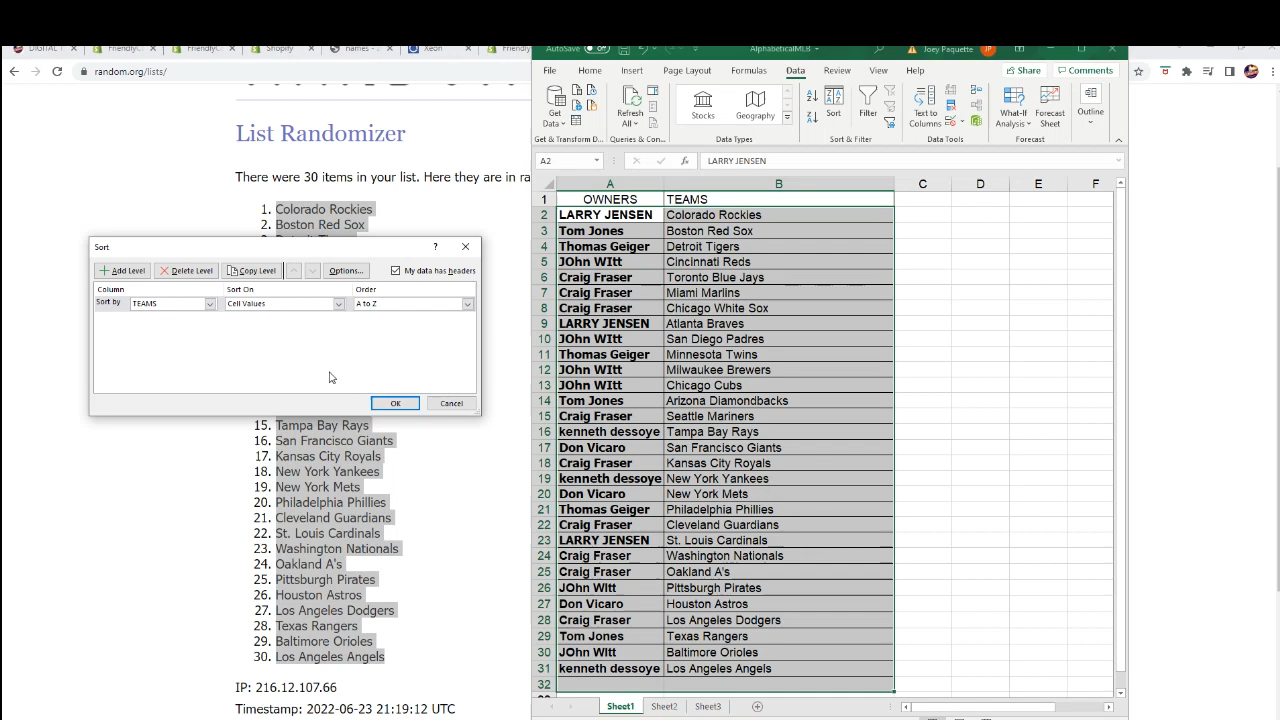 DIGITAL
FriendlyC
FriendlyC
Shopify
names -
Xeon
Friendly
random.org/lists/
List Randomizer
There were 30 items in your list. Here they are in ra
1. Colorado Rockies
2. Boston Red Sox
Sort
?
Add Level
Delete Level
Copy Level
Options...
My data has headers
Column
Sort On
Order
Sort by
TEAMS
Cell Values
A to Z
OK
Cancel
15. Tampa Bay Rays
16. San Francisco Giants
17. Kansas City Royals
18. New York Yankees
19. New York Mets
20. Philadelphia Phillies
21. Cleveland Guardians
22. St. Louis Cardinals
23. Washington Nationals
24. Oakland A's
25. Pittsburgh Pirates
26. Houston Astros
27. Los Angeles Dodgers
28. Texas Rangers
29. Baltimore Orioles
30. Los Angeles Angels
IP: 216.12.107.66
Timestamp: 2022-06-23 21:19:12 UTC
AutoSave Off AlphabeticalMLB Joey Paquette JP
File Home Insert Page Layout Formulas Data Review View Help Share Comments
Get Data
Refresh All
Stocks
Geography
Sort
Filter
Text to Columns
What-If Analysis
Forecast Sheet
Outline
Get & Transform D... Queries & Con... Data Types Sort & Filter Data Tools Forecast
A2 fx LARRY JENSEN
A B C D E F
1 OWNERS TEAMS
2 LARRY JENSEN Colorado Rockies
3 Tom Jones Boston Red Sox
4 Thomas Geiger Detroit Tigers
5 JOhn WItt Cincinnati Reds
6 Craig Fraser Toronto Blue Jays
7 Craig Fraser Miami Marlins
8 Craig Fraser Chicago White Sox
9 LARRY JENSEN Atlanta Braves
10 JOhn WItt San Diego Padres
11 Thomas Geiger Minnesota Twins
12 JOhn WItt Milwaukee Brewers
13 JOhn WItt Chicago Cubs
14 Tom Jones Arizona Diamondbacks
15 Craig Fraser Seattle Mariners
16 kenneth dessoye Tampa Bay Rays
17 Don Vicaro San Francisco Giants
18 Craig Fraser Kansas City Royals
19 kenneth dessoye New York Yankees
20 Don Vicaro New York Mets
21 Thomas Geiger Philadelphia Phillies
22 Craig Fraser Cleveland Guardians
23 LARRY JENSEN St. Louis Cardinals
24 Craig Fraser Washington Nationals
25 Craig Fraser Oakland A's
26 JOhn WItt Pittsburgh Pirates
27 Don Vicaro Houston Astros
28 Craig Fraser Los Angeles Dodgers
29 Tom Jones Texas Rangers
30 JOhn WItt Baltimore Orioles
31 kenneth dessoye Los Angeles Angels
32
Sheet1 Sheet2 Sheet3